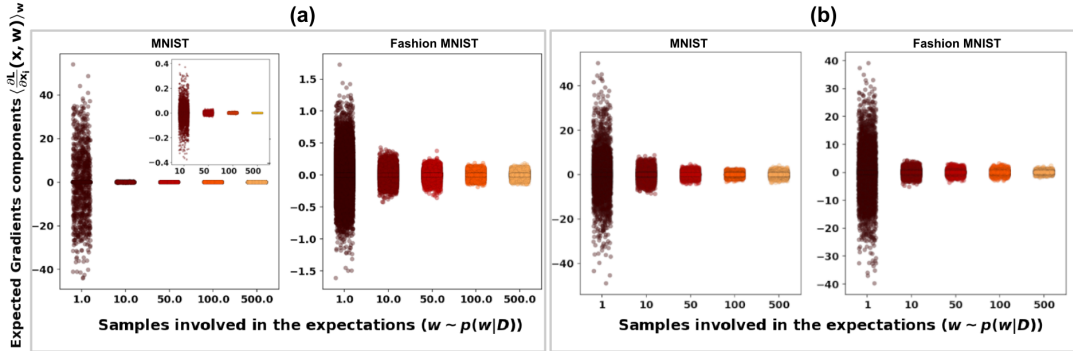 (a)
(b)
Expected Gradients components ⟨∂L/∂xᵢ(x, w)⟩w
MNIST
40
20
0
−20
−40
1.0 10.0 50.0 100.0 500.0
0.4
0.3
0.2
0.1
0.0
−0.2
−0.4
10 50 100 500
Fashion MNIST
1.5
1.0
0.5
0.0
−0.5
−1.0
−1.5
1.0 10.0 50.0 100.0 500.0
Samples involved in the expectations (w ~ p(w|D))
MNIST
40
20
0
−20
−40
1 10 50 100 500
Fashion MNIST
40
30
20
10
0
−10
−20
−30
−40
1 10 50 100 500
Samples involved in the expectations (w ~ p(w|D))